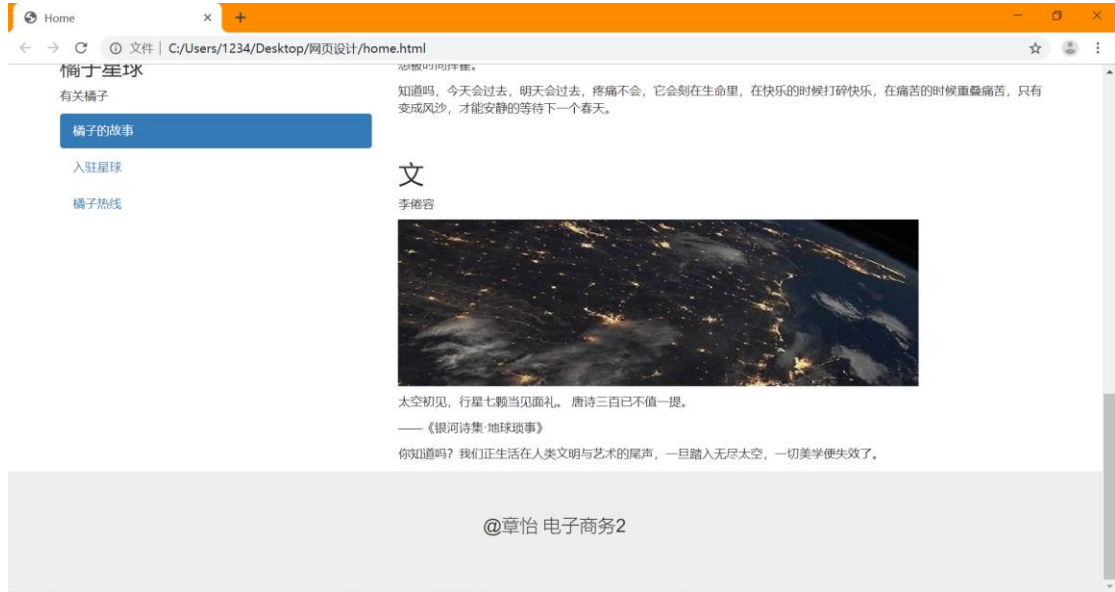 Home
文件 | C:/Users/1234/Desktop/网页设计/home.html
橘子星球
有关橘子
橘子的故事
入驻星球
橘子热线
知道吗，今天会过去，明天会过去，疼痛不会，它会刻在生命里，在快乐的时候打碎快乐，在痛苦的时候重叠痛苦，只有
变成风沙，才能安静的等待下一个春天。
文
李倦容
太空初见，行星七颗当见面礼。 唐诗三百已不值一提。
——《银河诗集·地球琐事》
你知道吗？我们正生活在人类文明与艺术的尾声，一旦踏入无尽太空，一切美学便失效了。
@章怡 电子商务2